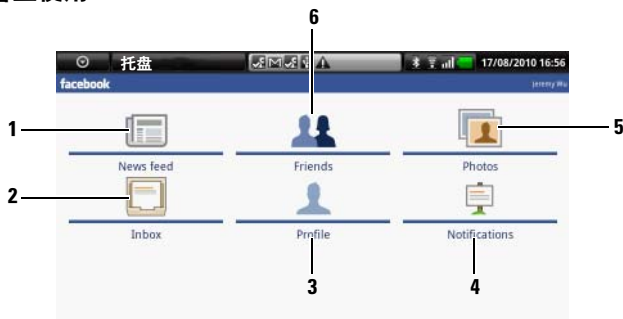 6
托盘 17/08/2010 16:56
facebook Jeremy Wu
1 5
News feed Friends Photos
2
Inbox Profile Notifications
3 4